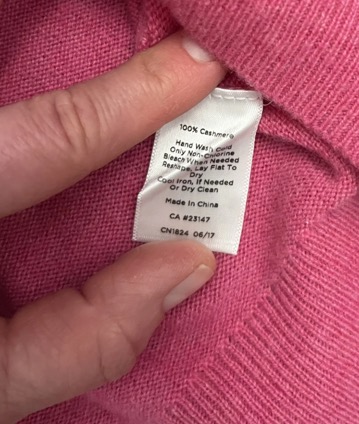 100% Cashmere
Hand Wash Cold
Only Non-Chlorine
Bleach When Needed
Reshape, Lay Flat To
Dry
Cool Iron, If Needed
Or Dry Clean
Made In China
CA #23147
CN1824 06/17